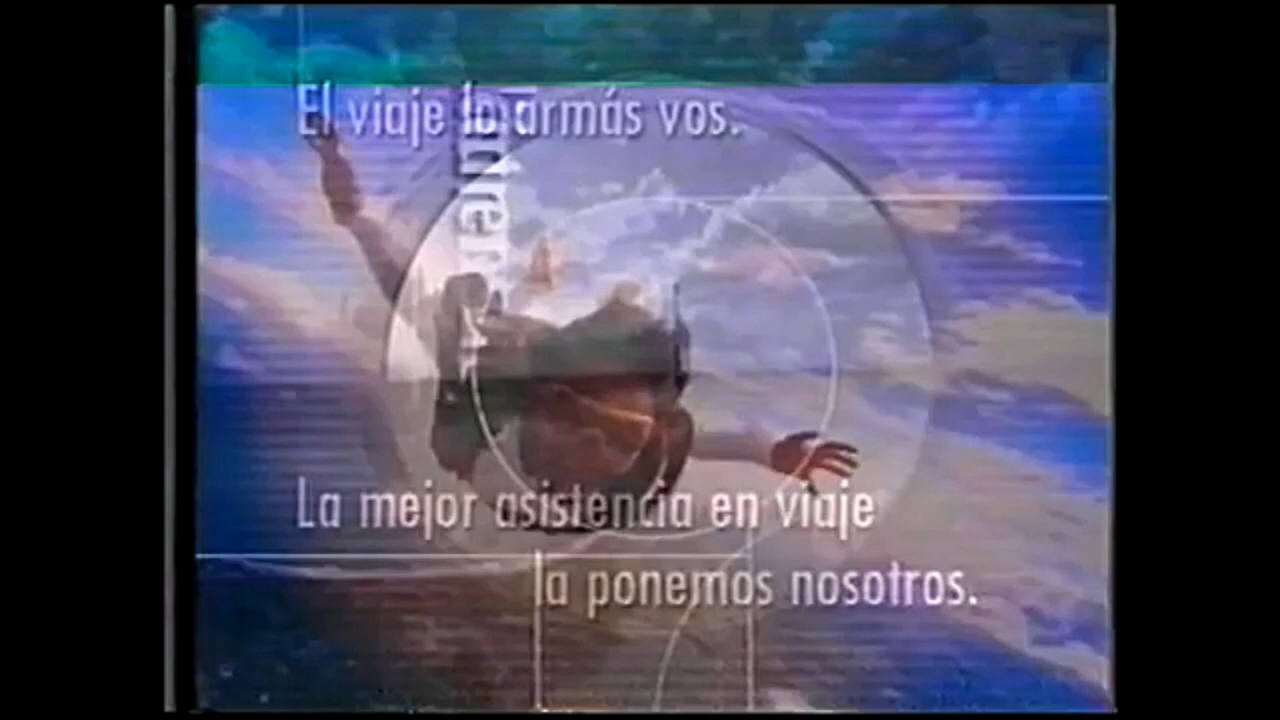 El viaje lo armás vos.
La mejor asistencia en viaje
la ponemos nosotros.